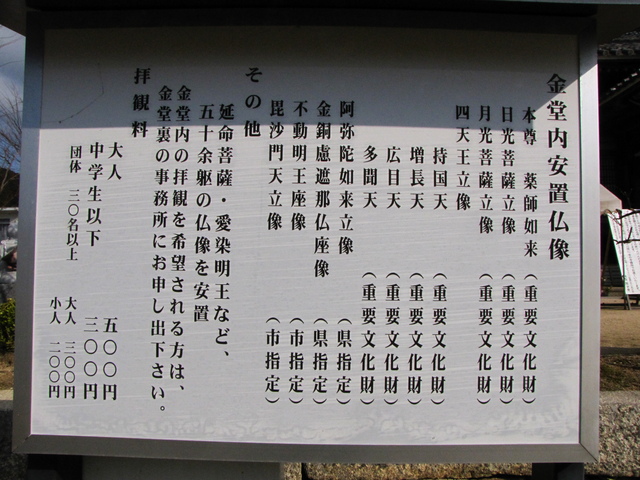 金堂内安置仏像
本尊 薬師如来（重要文化財）
日光菩薩立像（重要文化財）
月光菩薩立像（重要文化財）
四天王立像
持国天（重要文化財）
増長天（重要文化財）
広目天（重要文化財）
多聞天（重要文化財）
阿弥陀如来立像（県指定）
金銅慮遮那仏座像（県指定）
不動明王座像（市指定）
毘沙門天立像（市指定）
その他
延命菩薩・愛染明王など、
五十余躯の仏像を安置
金堂内の拝観を希望される方は、
金堂裏の事務所にお申し出下さい。
拝観料
大人 五〇〇円
中学生以下 三〇〇円
団体 三〇名以上 大人 三〇〇円
小人 二〇〇円